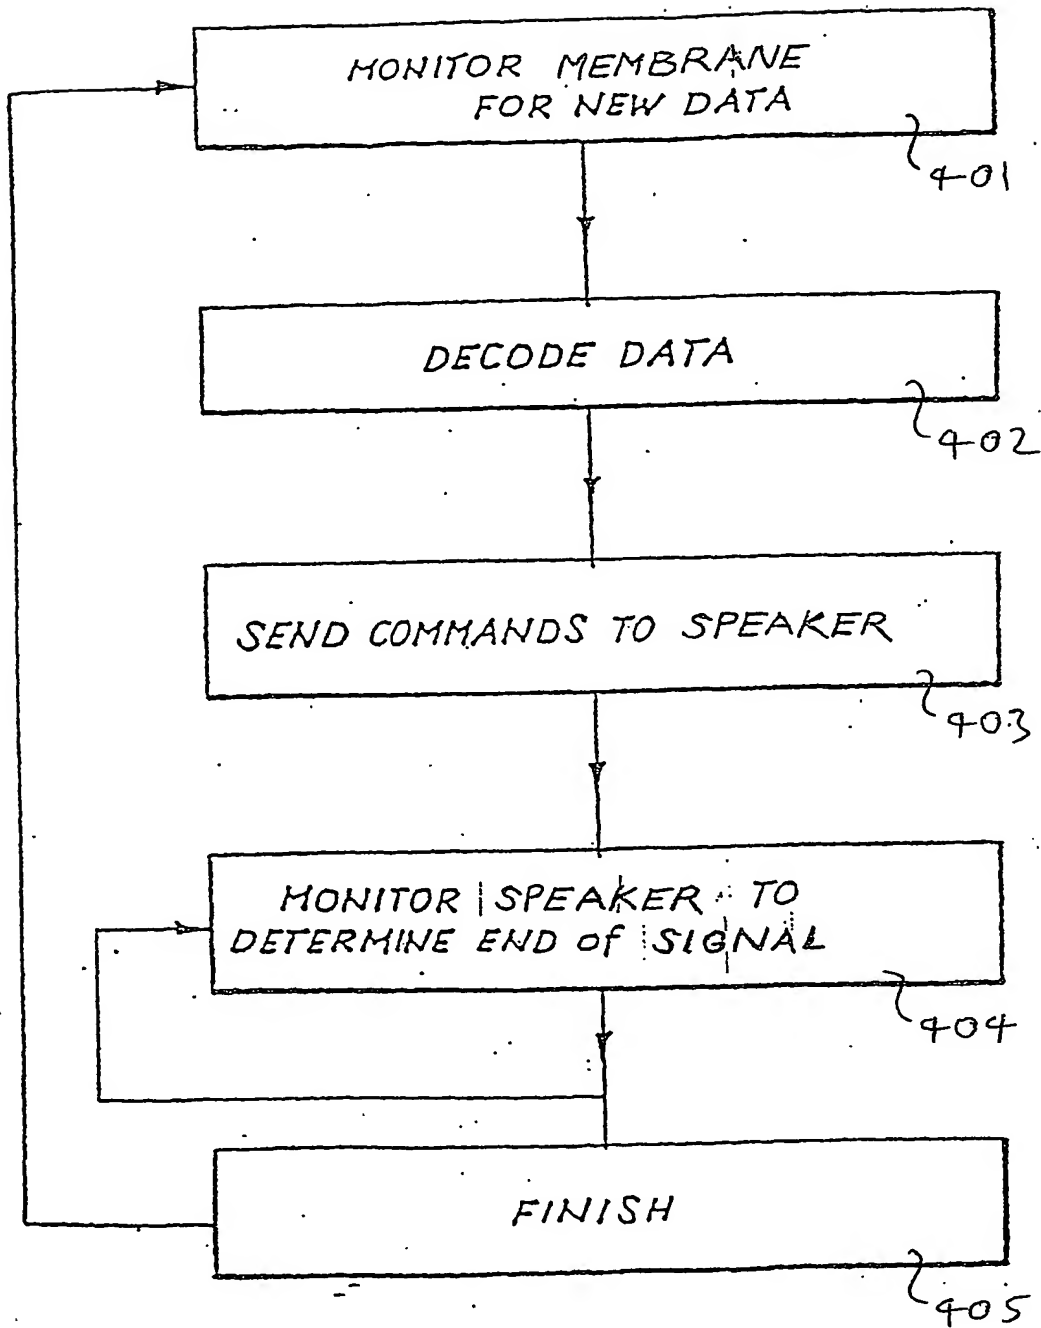 MONITOR MEMBRANE
FOR NEW DATA
401
DECODE DATA
402
SEND COMMANDS TO SPEAKER
403
MONITOR SPEAKER TO
DETERMINE END of SIGNAL
404
FINISH
405